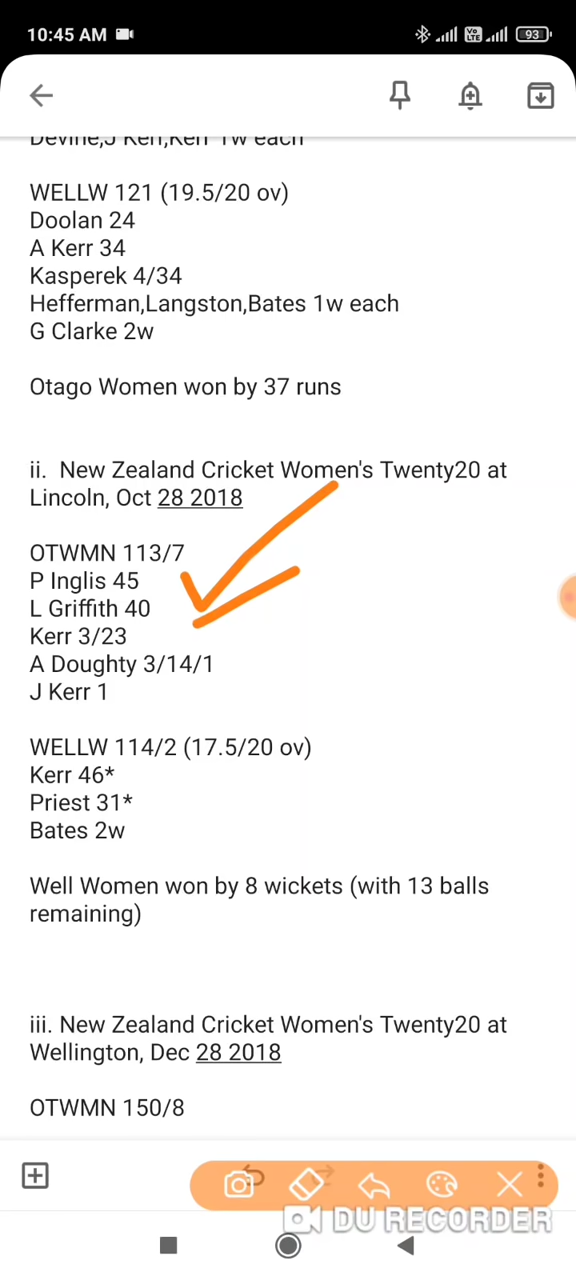 10:45 AM
Vo LTE
93
Devine,J Kerr,Kerr 1w each
WELLW 121 (19.5/20 ov)
Doolan 24
A Kerr 34
Kasperek 4/34
Hefferman,Langston,Bates 1w each
G Clarke 2w
Otago Women won by 37 runs
ii. New Zealand Cricket Women's Twenty20 at
Lincoln, Oct 28 2018
OTWMN 113/7
P Inglis 45
L Griffith 40
Kerr 3/23
A Doughty 3/14/1
J Kerr 1
WELLW 114/2 (17.5/20 ov)
Kerr 46*
Priest 31*
Bates 2w
Well Women won by 8 wickets (with 13 balls
remaining)
iii. New Zealand Cricket Women's Twenty20 at
Wellington, Dec 28 2018
OTWMN 150/8
DU RECORDER